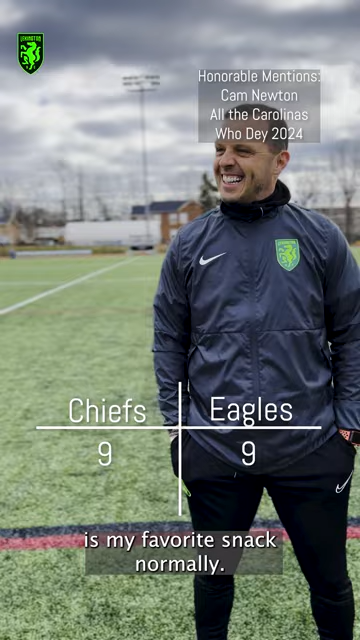 LEXINGTON
Honorable Mentions:
Cam Newton
All the Carolinas
Who Dey 2024
Chiefs
Eagles
9
9
is my favorite snack
normally.